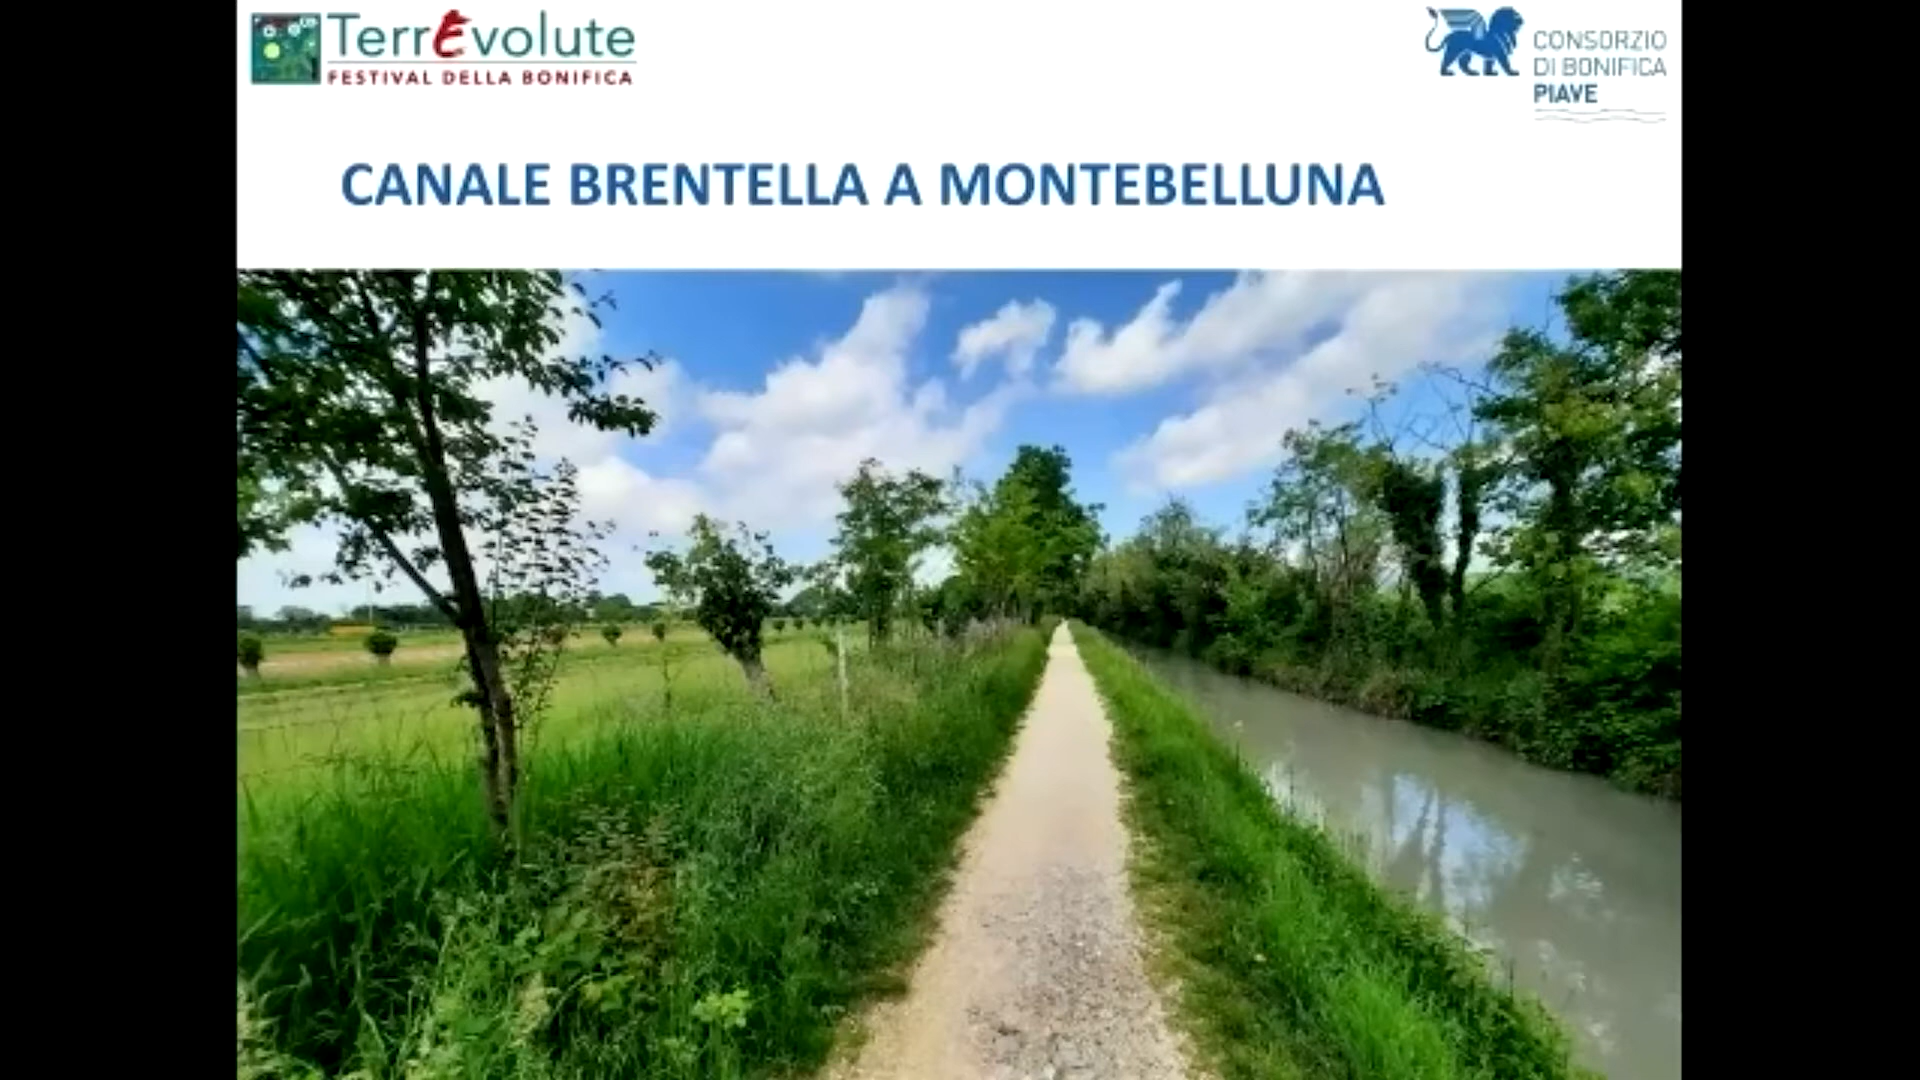 TerrEvolute
FESTIVAL DELLA BONIFICA
CONSORZIO
DI BONIFICA
PIAVE
CANALE BRENTELLA A MONTEBELLUNA